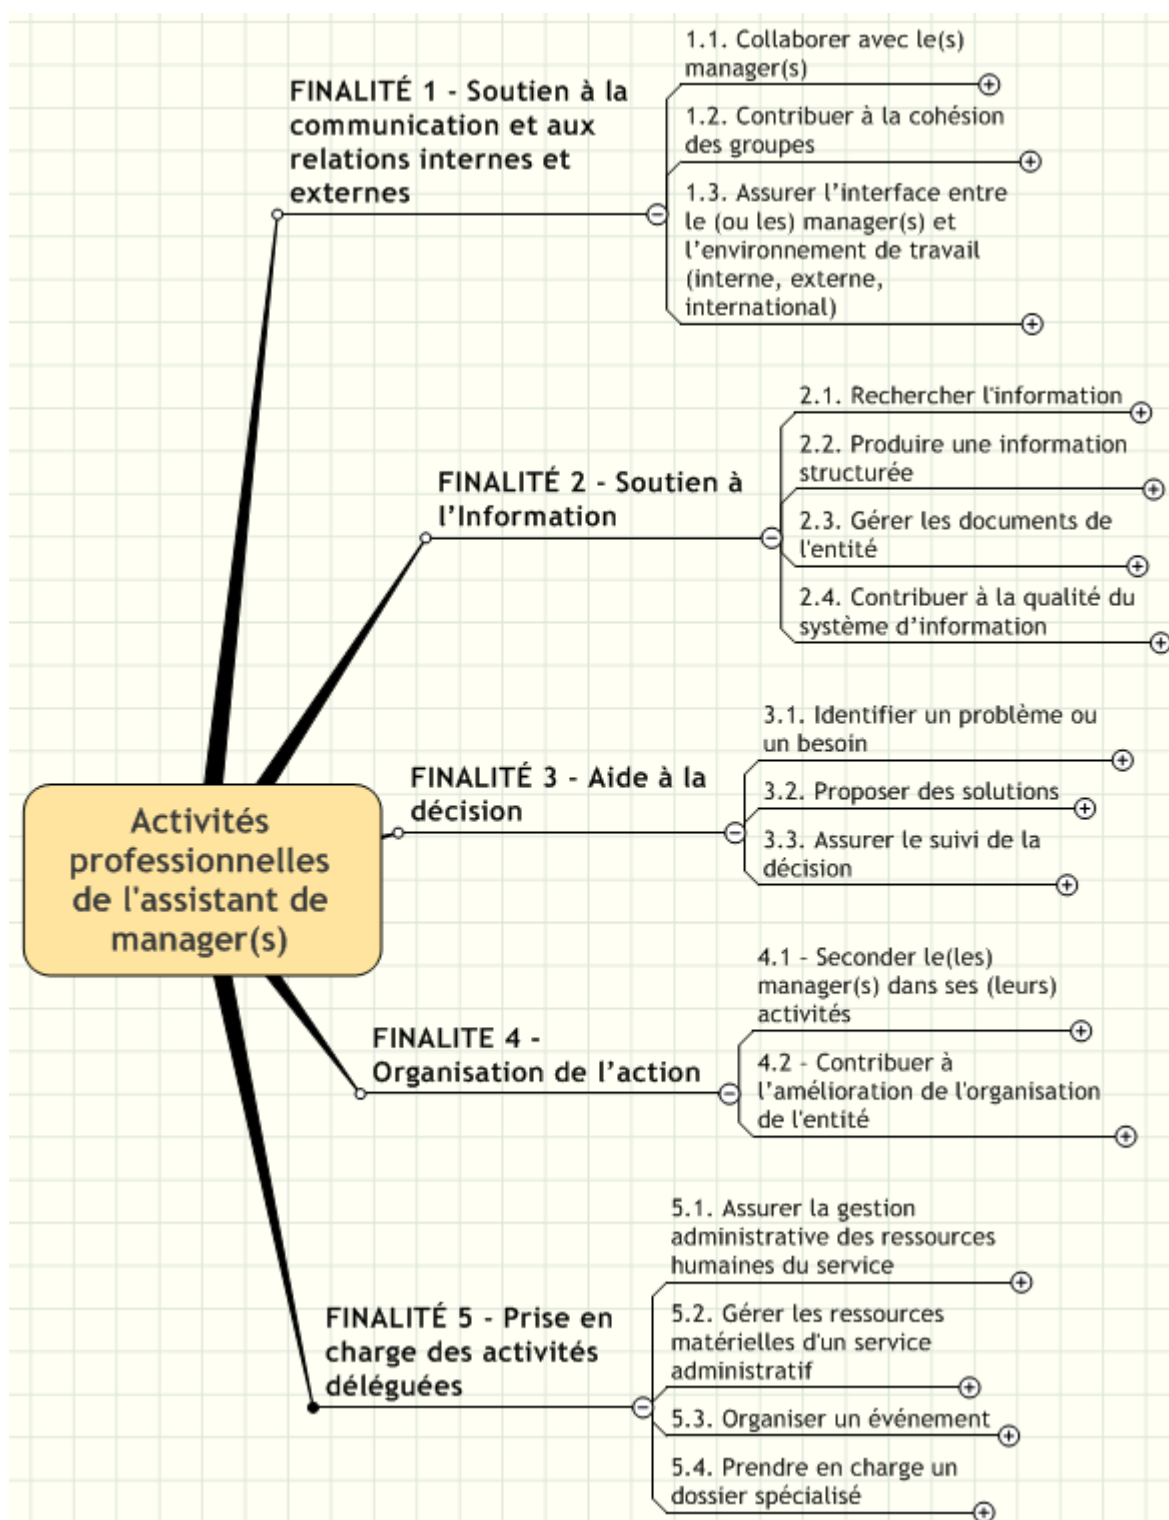 Activités
professionnelles
de l'assistant de
manager(s)
FINALITÉ 1 - Soutien à la
communication et aux
relations internes et
externes
1.1. Collaborer avec le(s)
manager(s)
1.2. Contribuer à la cohésion
des groupes
1.3. Assurer l’interface entre
le (ou les) manager(s) et
l’environnement de travail
(interne, externe,
international)
FINALITÉ 2 - Soutien à
l’Information
2.1. Rechercher l'information
2.2. Produire une information
structurée
2.3. Gérer les documents de
l'entité
2.4. Contribuer à la qualité du
système d’information
FINALITÉ 3 - Aide à la
décision
3.1. Identifier un problème ou
un besoin
3.2. Proposer des solutions
3.3. Assurer le suivi de la
décision
FINALITE 4 -
Organisation de l’action
4.1 - Seconder le(les)
manager(s) dans ses (leurs)
activités
4.2 - Contribuer à
l’amélioration de l'organisation
de l'entité
FINALITÉ 5 - Prise en
charge des activités
déléguées
5.1. Assurer la gestion
administrative des ressources
humaines du service
5.2. Gérer les ressources
matérielles d'un service
administratif
5.3. Organiser un événement
5.4. Prendre en charge un
dossier spécialisé